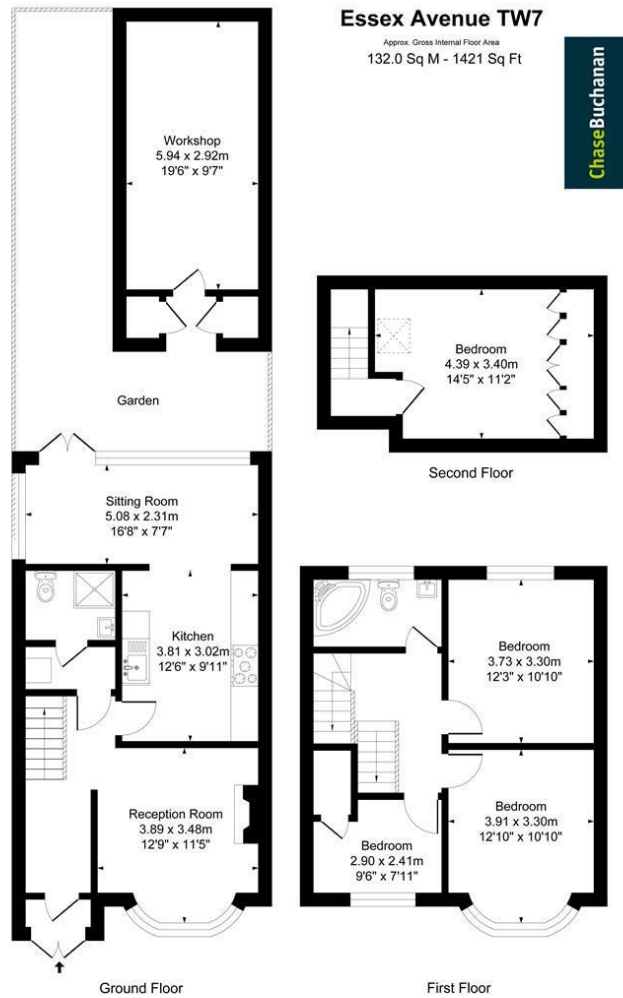 Essex Avenue TW7
Approx. Gross Internal Floor Area
132.0 Sq M - 1421 Sq Ft
ChaseBuchanan
Workshop
5.94 x 2.92m
19'6" x 9'7"
Garden
Bedroom
4.39 x 3.40m
14'5" x 11'2"
Second Floor
Sitting Room
5.08 x 2.31m
16'8" x 7'7"
Kitchen
3.81 x 3.02m
12'6" x 9'11"
Reception Room
3.89 x 3.48m
12'9" x 11'5"
Ground Floor
Bedroom
3.73 x 3.30m
12'3" x 10'10"
Bedroom
3.91 x 3.30m
12'10" x 10'10"
Bedroom
2.90 x 2.41m
9'6" x 7'11"
First Floor